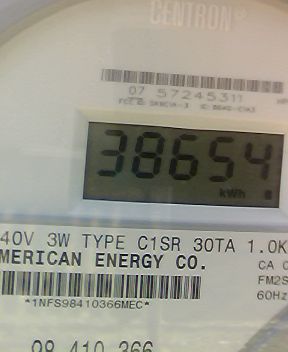 CENTRON®
07 57245311
38654
kWh
40V 3W TYPE C1SR 30TA 1.0K
MERICAN ENERGY CO.
CA 0
FM2S
60Hz
*1NFS98410366MEC*
98 410 366